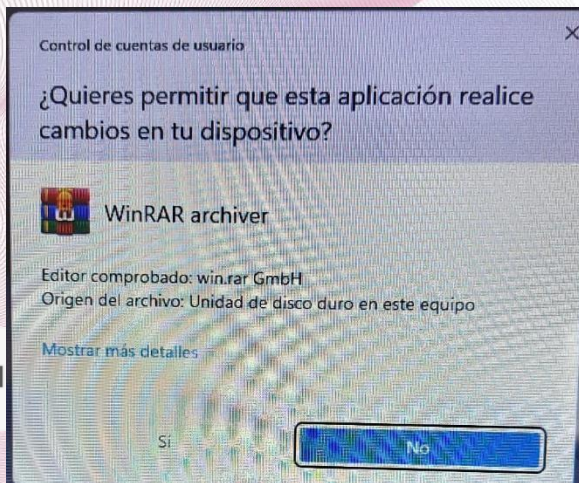 Control de cuentas de usuario
¿Quieres permitir que esta aplicación realice
cambios en tu dispositivo?
WinRAR archiver
Editor comprobado: win.rar GmbH
Origen del archivo: Unidad de disco duro en este equipo
Mostrar más detalles
Sí No